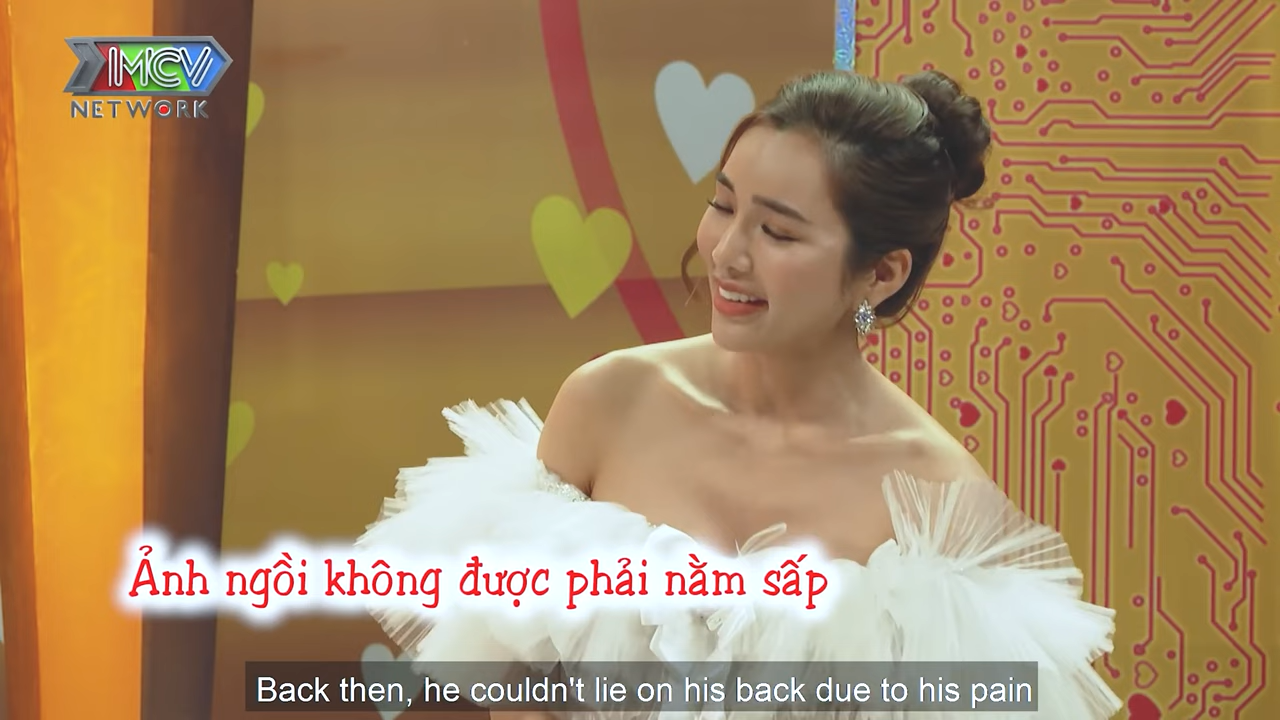 MCV
NETWORK
Ảnh ngồi không được phải nằm sấp
Back then, he couldn't lie on his back due to his pain